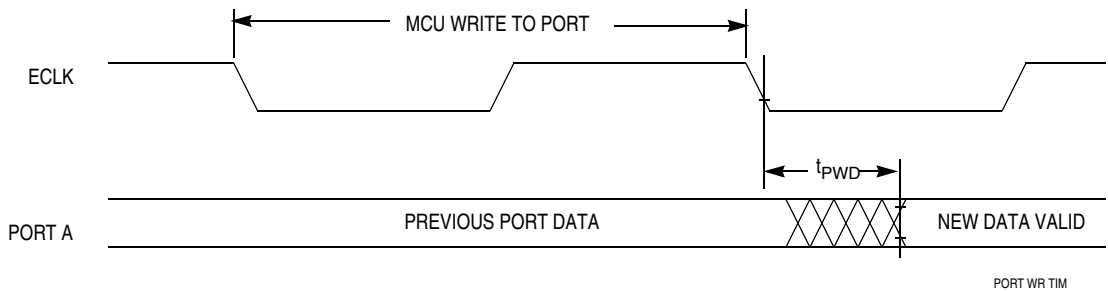 MCU WRITE TO PORT
ECLK
tPWD
PORT A
PREVIOUS PORT DATA
NEW DATA VALID
PORT WR TIM